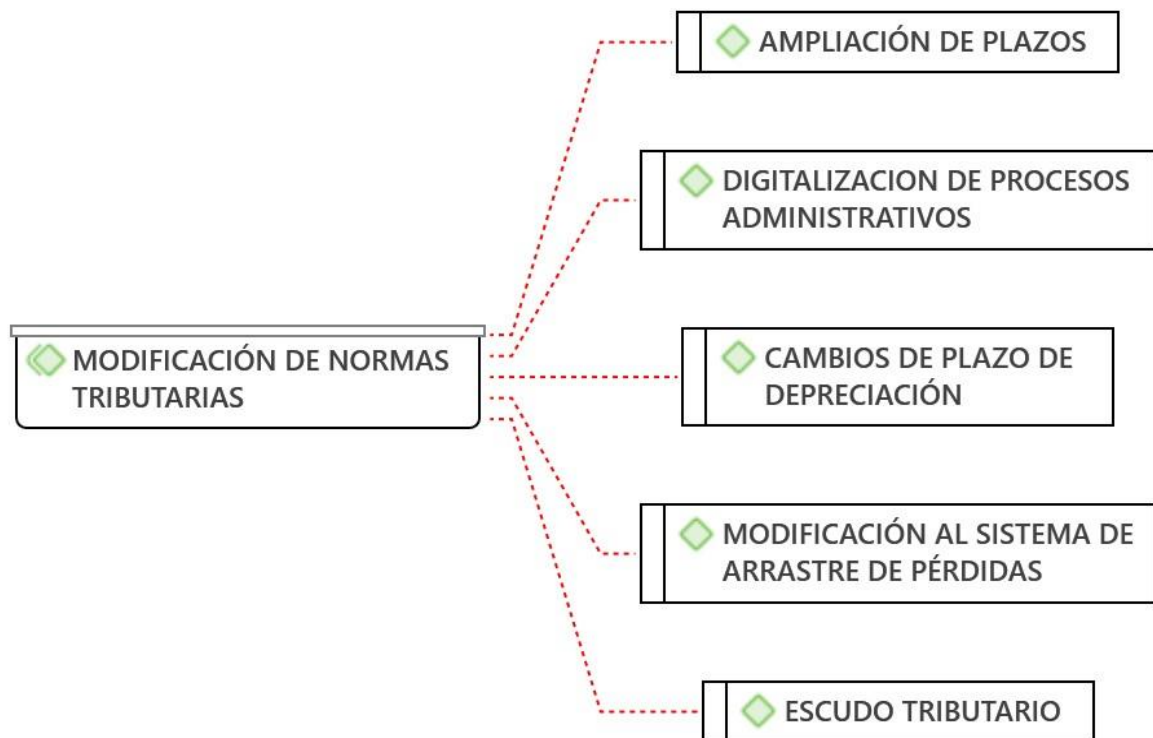 AMPLIACIÓN DE PLAZOS
DIGITALIZACION DE PROCESOS
ADMINISTRATIVOS
MODIFICACIÓN DE NORMAS
TRIBUTARIAS
CAMBIOS DE PLAZO DE
DEPRECIACIÓN
MODIFICACIÓN AL SISTEMA DE
ARRASTRE DE PÉRDIDAS
ESCUDO TRIBUTARIO